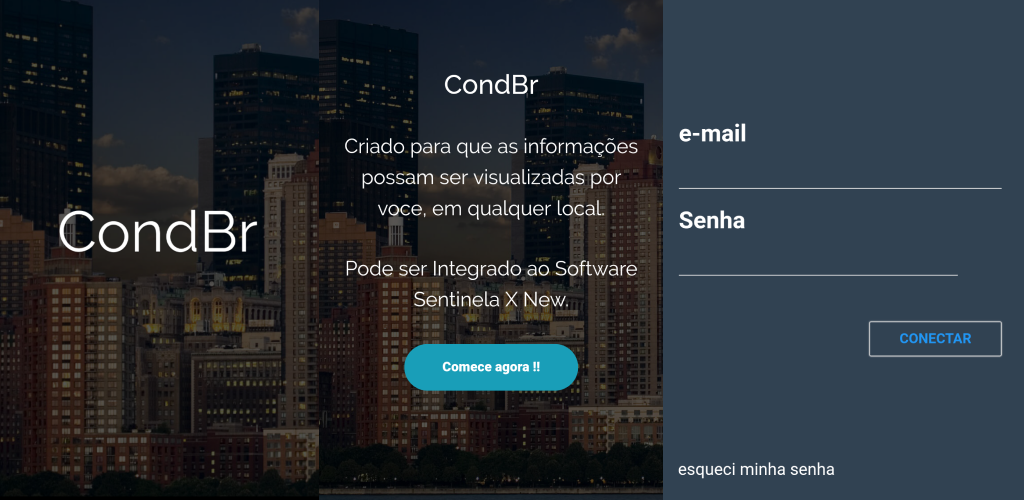 CondBr
CondBr
Criado para que as informações
possam ser visualizadas por
voce, em qualquer local.
Pode ser Integrado ao Software
Sentinela X New.
Comece agora !!
e-mail
Senha
CONECTAR
esqueci minha senha